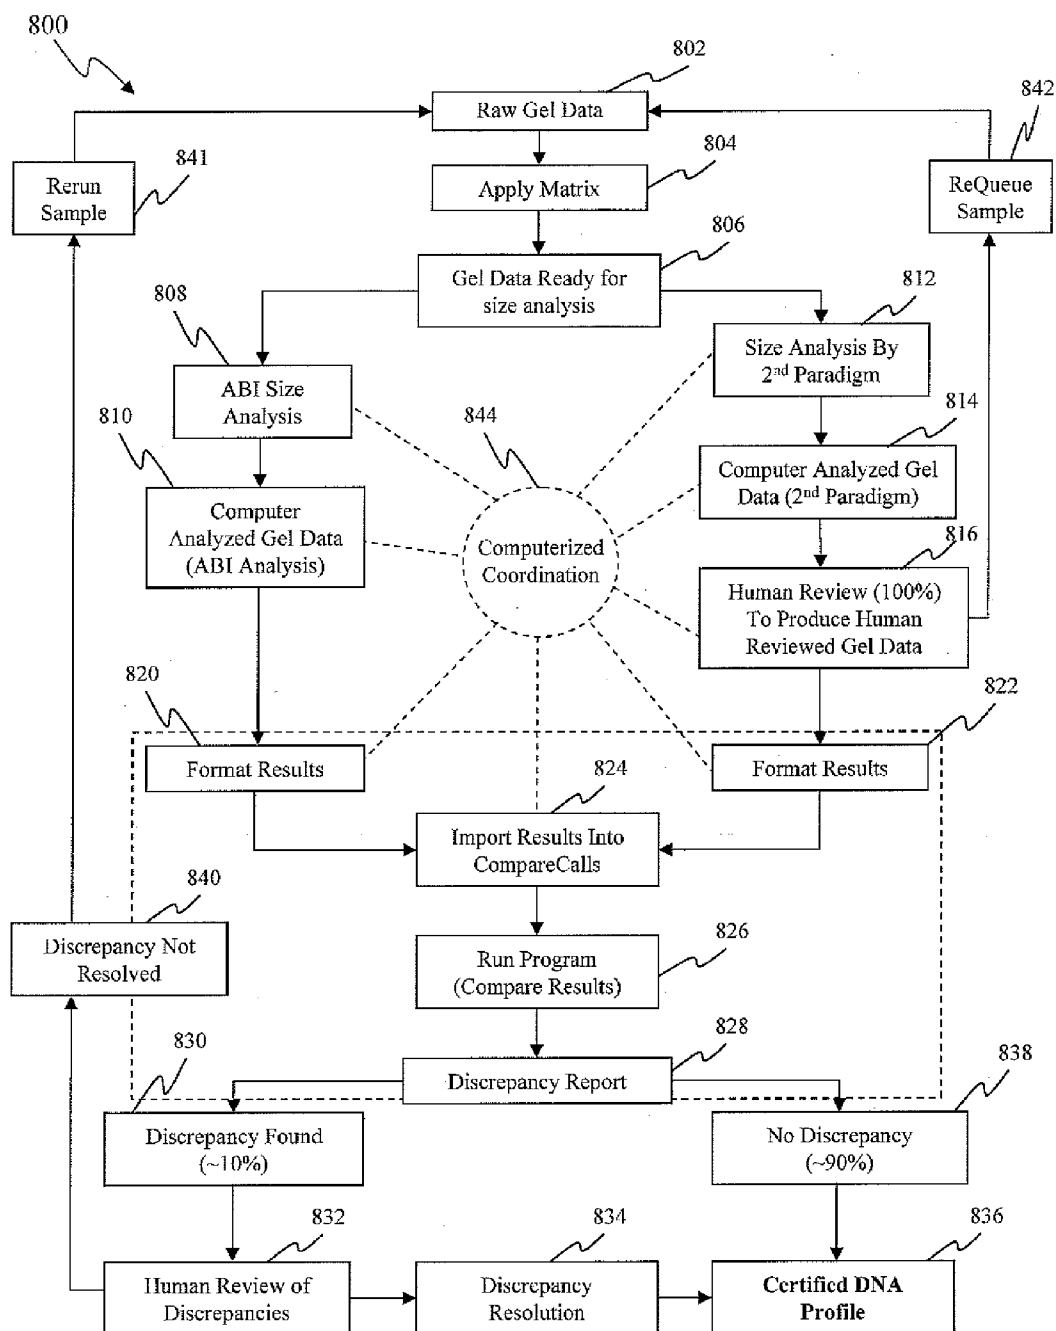 800
802
Raw Gel Data
842
804
Apply Matrix
841
Rerun
Sample
ReQueue
Sample
806
Gel Data Ready for
size analysis
808
812
ABI Size
Analysis
Size Analysis By
2nd Paradigm
810
844
814
Computer
Analyzed Gel Data
(ABI Analysis)
Computer Analyzed Gel
Data (2nd Paradigm)
Computerized
Coordination
816
Human Review (100%)
To Produce Human
Reviewed Gel Data
820
822
Format Results
Format Results
824
Import Results Into
CompareCalls
840
Discrepancy Not
Resolved
826
Run Program
(Compare Results)
828
Discrepancy Report
830
838
Discrepancy Found
(~10%)
No Discrepancy
(~90%)
832
834
836
Human Review of
Discrepancies
Discrepancy
Resolution
Certified DNA
Profile